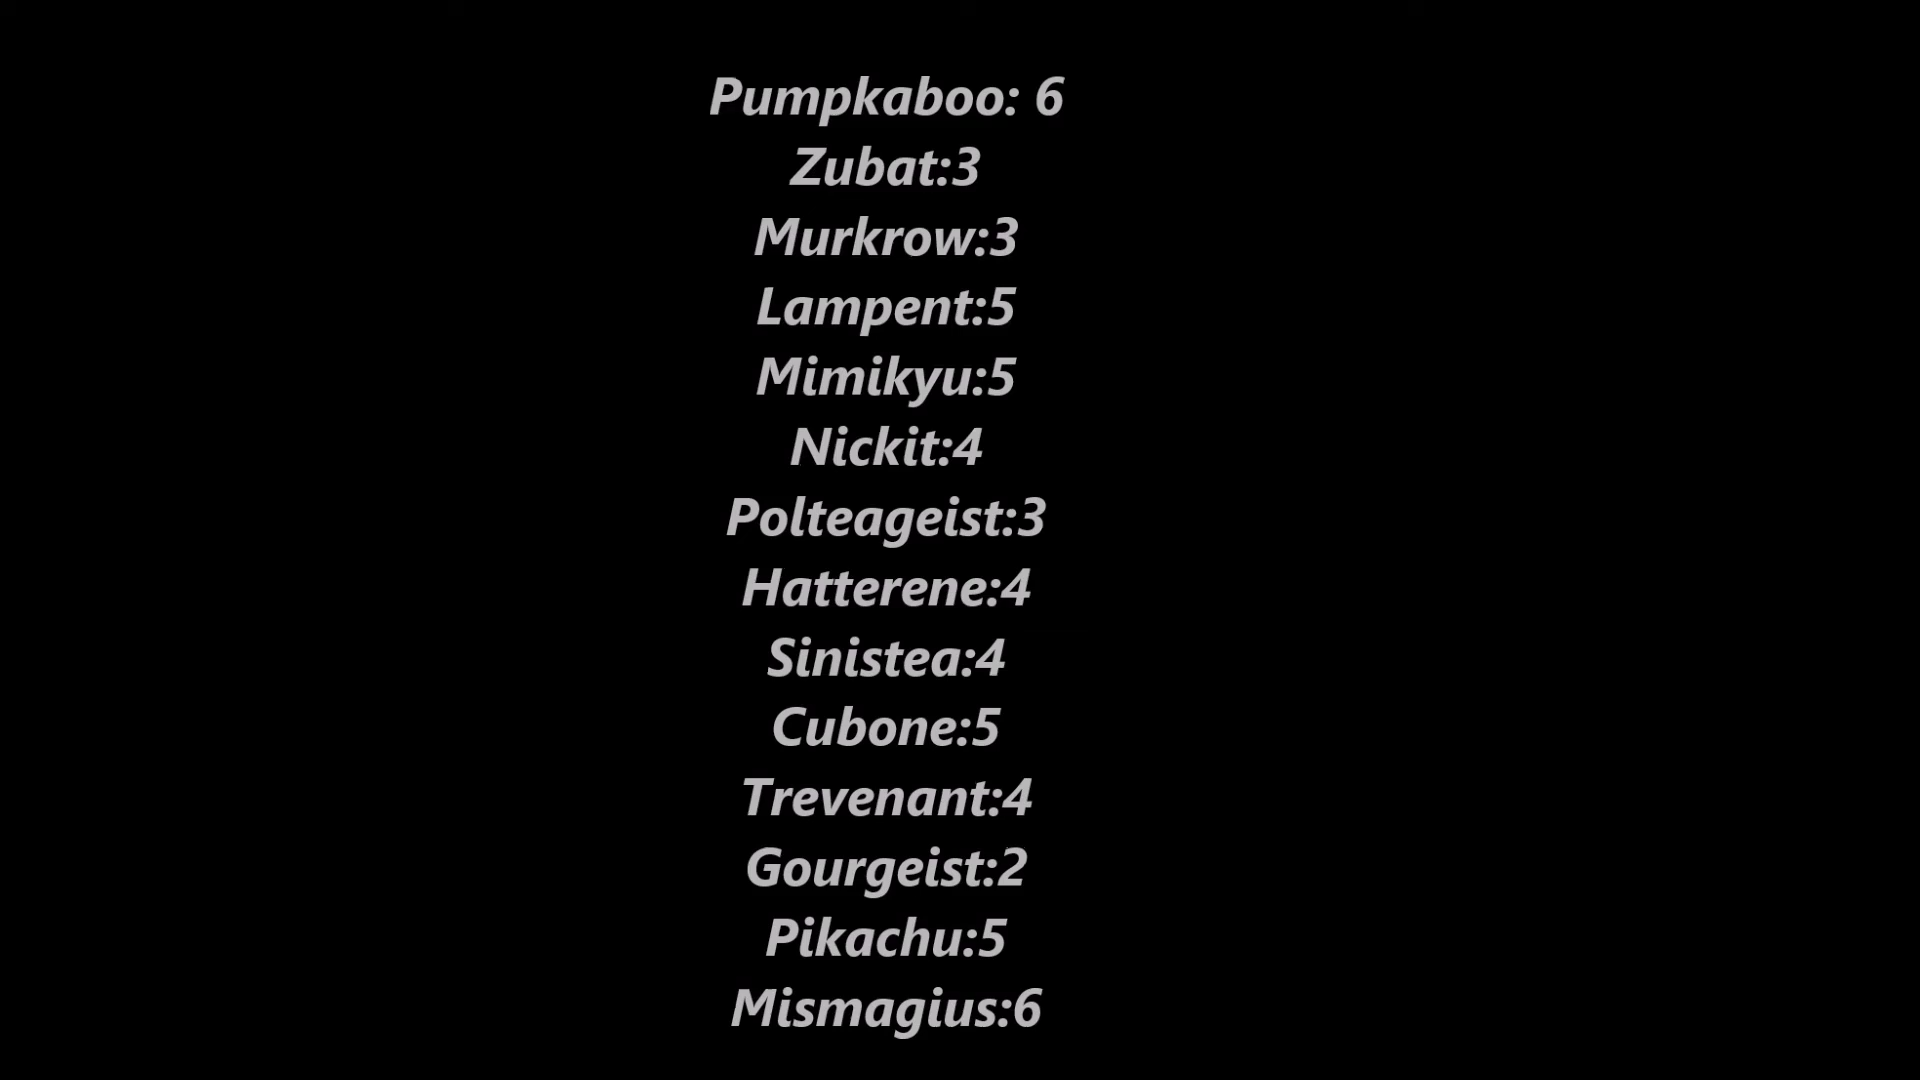 Pumpkaboo: 6
Zubat:3
Murkrow:3
Lampent:5
Mimikyu:5
Nickit:4
Polteageist:3
Hatterene:4
Sinistea:4
Cubone:5
Trevenant:4
Gourgeist:2
Pikachu:5
Mismagius:6